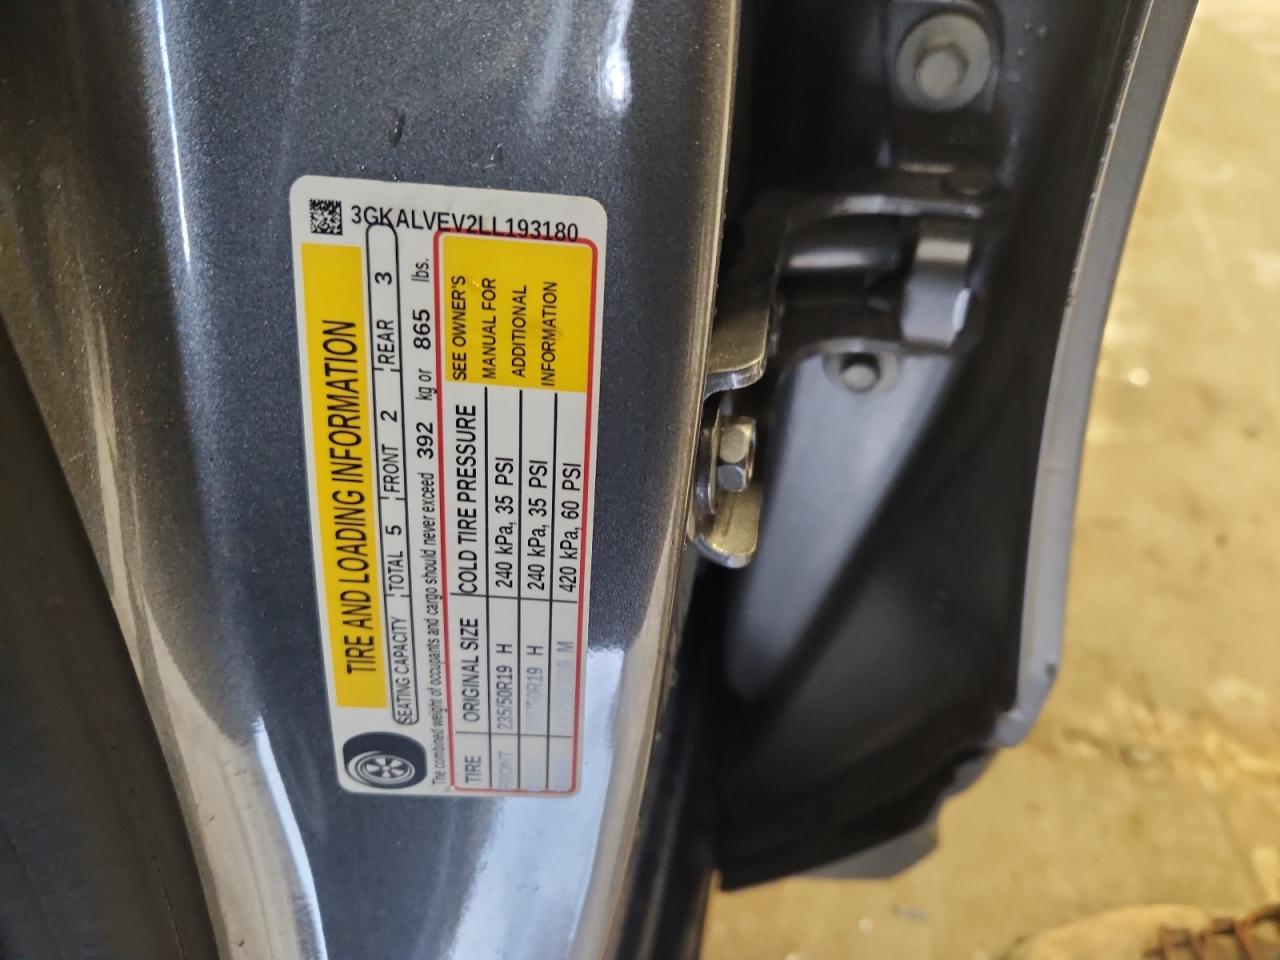 3GKALVEV2LL193180
TIRE AND LOADING INFORMATION
SEATING CAPACITY TOTAL 5 FRONT 2 REAR 3
The combined weight of occupants and cargo should never exceed 392 kg or 865 lbs.
TIRE ORIGINAL SIZE COLD TIRE PRESSURE
FRONT 235/50R19 H 240 kPa, 35 PSI
H 240 kPa, 35 PSI
M 420 kPa, 60 PSI
SEE OWNER'S
MANUAL FOR
ADDITIONAL
INFORMATION